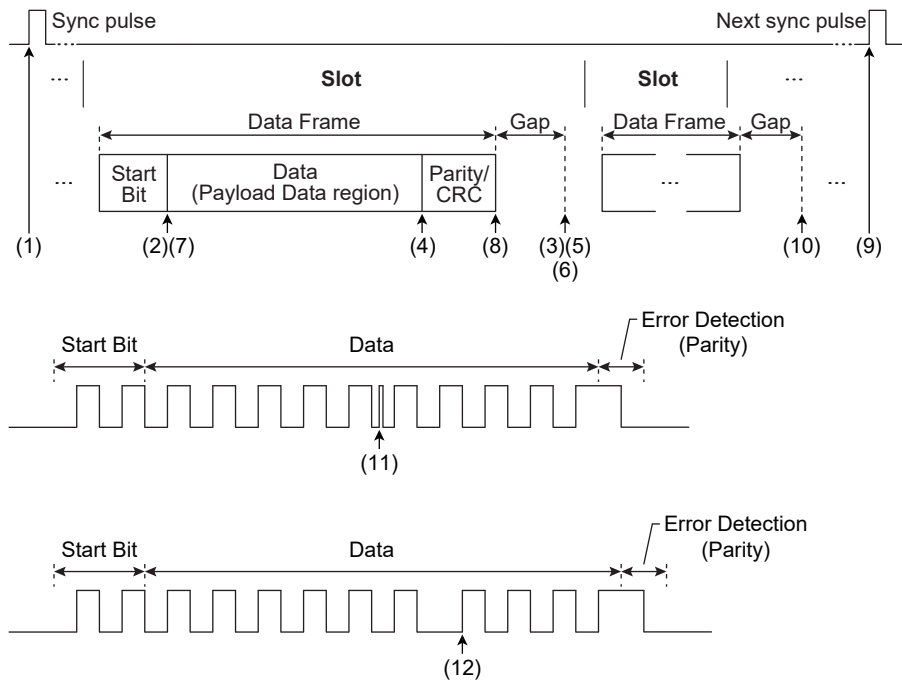 Sync pulse
Next sync pulse
Slot
Slot
Data Frame
Gap
Data Frame
Gap
Start
Bit
Data
(Payload Data region)
Parity/
CRC
(1)
(2)(7)
(4)
(8)
(3)(5)
(6)
(10)
(9)
Error Detection
(Parity)
Start Bit
Data
(11)
Error Detection
(Parity)
Start Bit
Data
(12)